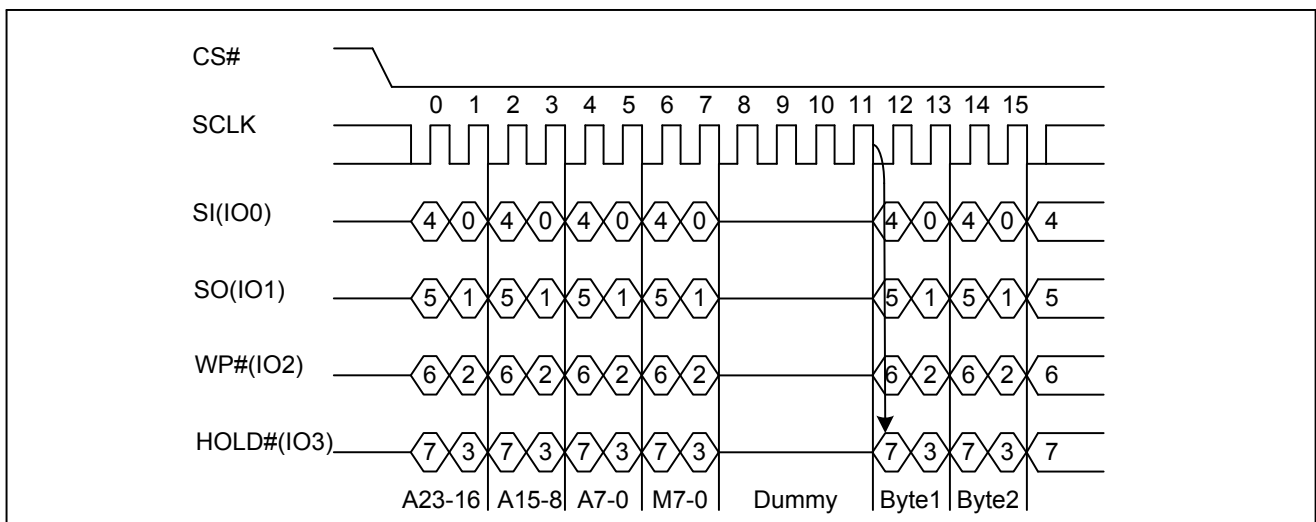 CS#
0 1 2 3 4 5 6 7 8 9 10 11 12 13 14 15
SCLK
SI(IO0) 4 0 4 0 4 0 4 0 4 0 4 0 4
SO(IO1) 5 1 5 1 5 1 5 1 5 1 5 1 5
WP#(IO2) 6 2 6 2 6 2 6 2 6 2 6 2 6
HOLD#(IO3) 7 3 7 3 7 3 7 3 7 3 7 3 7
A23-16 A15-8 A7-0 M7-0 Dummy Byte1 Byte2